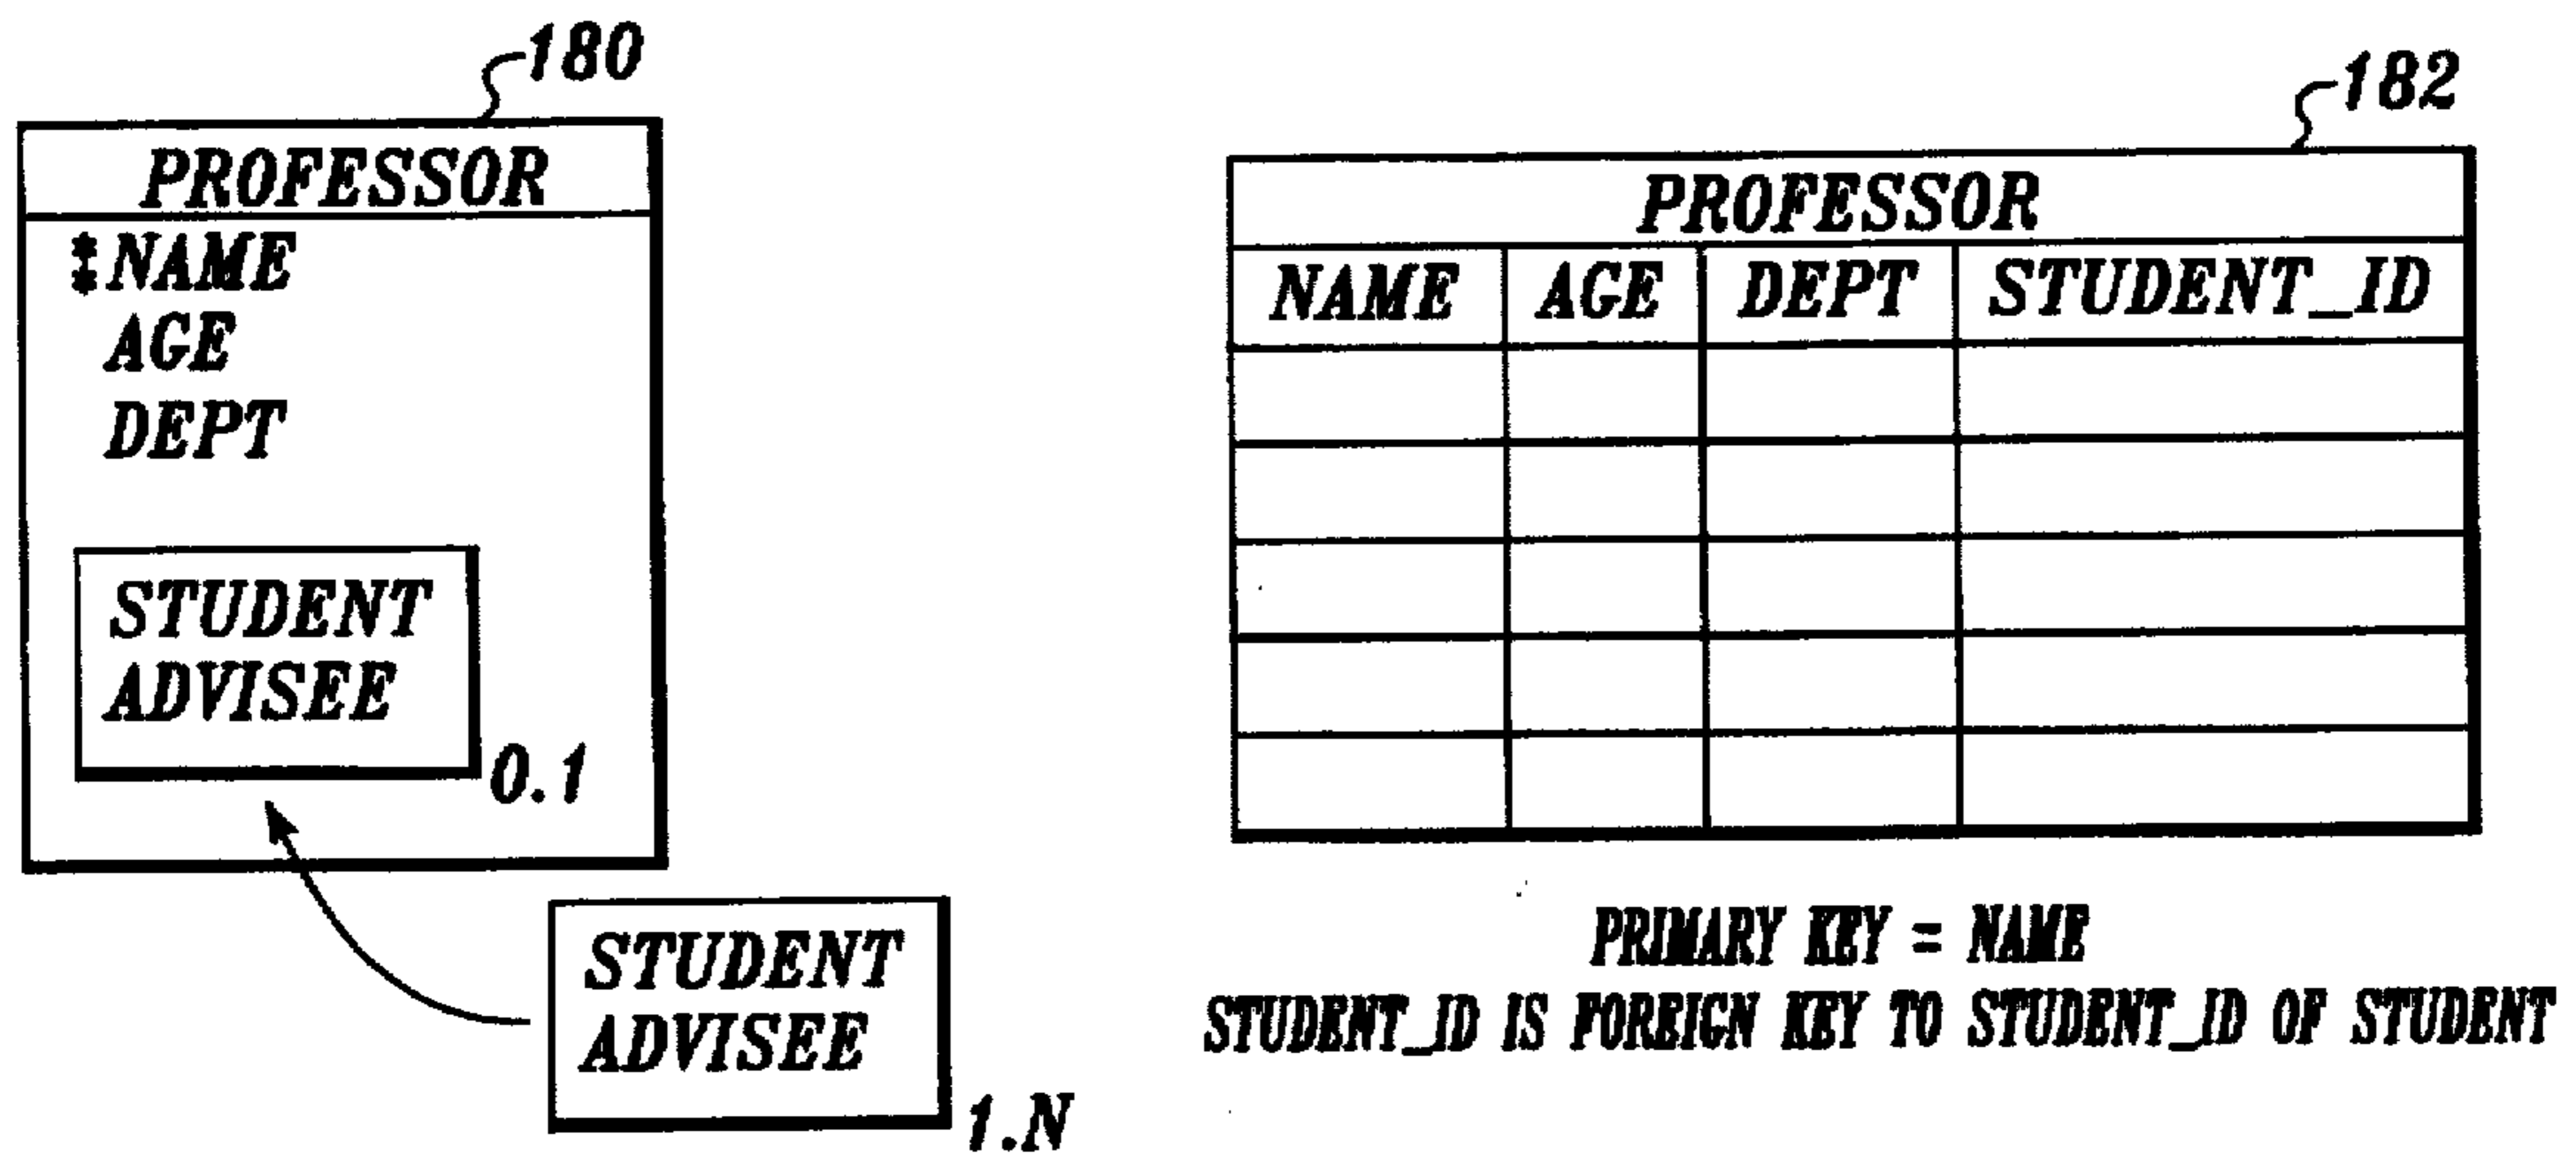 180
PROFESSOR
*NAME
AGE
DEPT
STUDENT
ADVISEE
0.1
STUDENT
ADVISEE
1.N
182
PROFESSOR
NAME AGE DEPT STUDENT_ID
PRIMARY KEY = NAME
STUDENT_ID IS FOREIGN KEY TO STUDENT_ID OF STUDENT